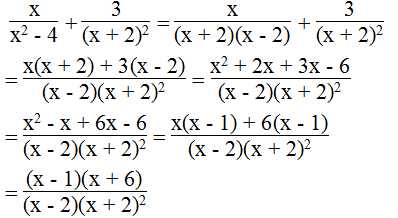 x/(x² - 4) + 3/(x + 2)² = x/((x + 2)(x - 2)) + 3/(x + 2)²
= (x(x + 2) + 3(x - 2))/((x - 2)(x + 2)²) = (x² + 2x + 3x - 6)/((x - 2)(x + 2)²)
= (x² - x + 6x - 6)/((x - 2)(x + 2)²) = (x(x - 1) + 6(x - 1))/((x - 2)(x + 2)²)
= ((x - 1)(x + 6))/((x - 2)(x + 2)²)